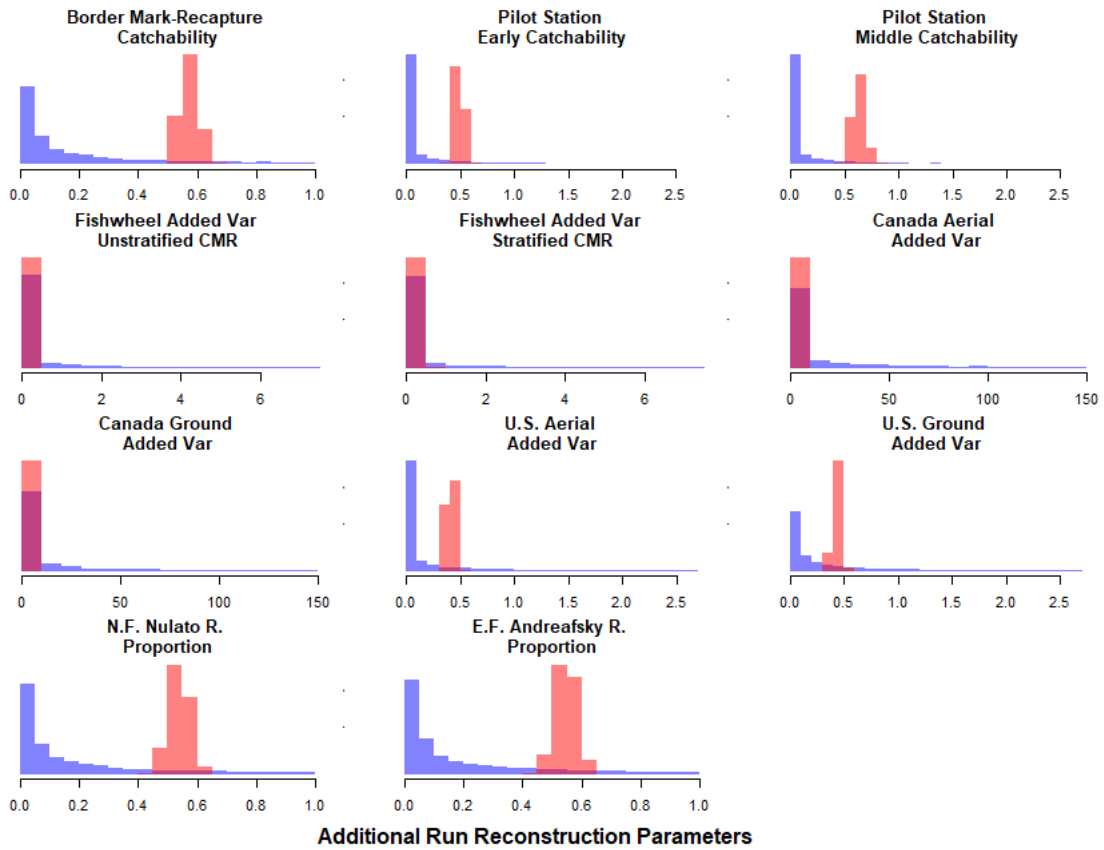 Border Mark-Recapture
Catchability
Pilot Station
Early Catchability
Pilot Station
Middle Catchability
0.0 0.2 0.4 0.6 0.8 1.0
0.0 0.5 1.0 1.5 2.0 2.5
0.0 0.5 1.0 1.5 2.0 2.5
Fishwheel Added Var
Unstratified CMR
Fishwheel Added Var
Stratified CMR
Canada Aerial
Added Var
0 2 4 6
0 2 4 6
0 50 100 150
Canada Ground
Added Var
U.S. Aerial
Added Var
U.S. Ground
Added Var
0 50 100 150
0.0 0.5 1.0 1.5 2.0 2.5
0.0 0.5 1.0 1.5 2.0 2.5
N.F. Nulato R.
Proportion
E.F. Andreafsky R.
Proportion
0.0 0.2 0.4 0.6 0.8 1.0
0.0 0.2 0.4 0.6 0.8 1.0
Additional Run Reconstruction Parameters